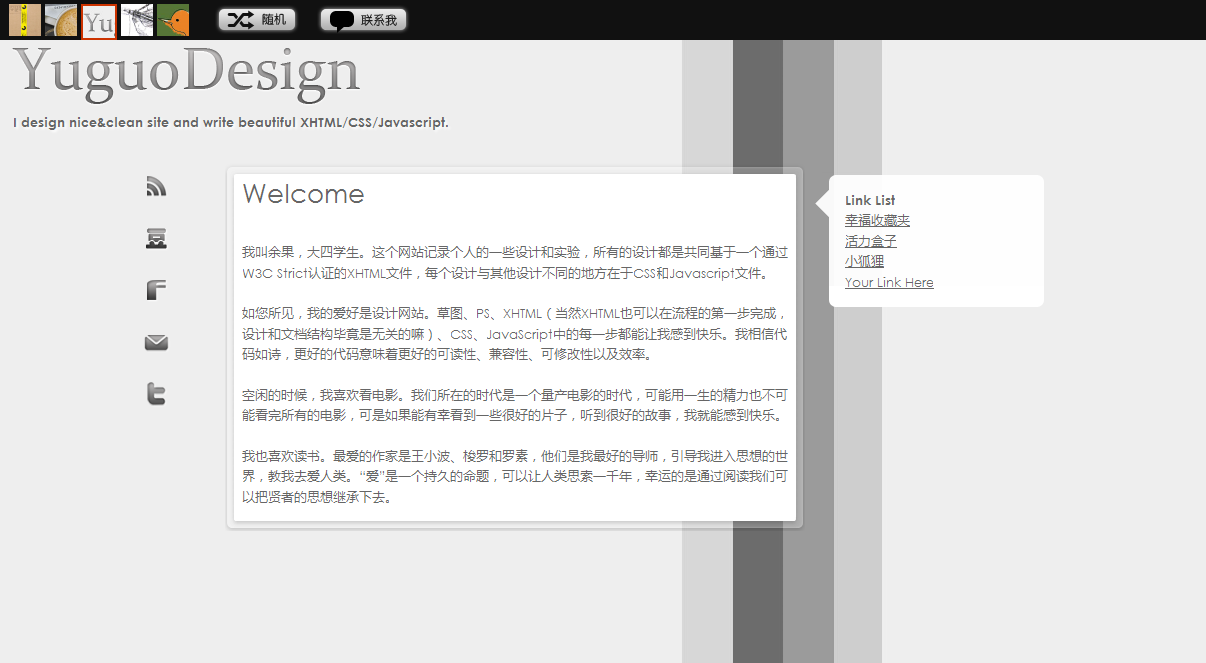 Yu
随机
联系我
YuguoDesign
I design nice&clean site and write beautiful XHTML/CSS/Javascript.
Welcome
我叫余果，大四学生。这个网站记录个人的一些设计和实验，所有的设计都是共同基于一个通过
W3C Strict认证的XHTML文件，每个设计与其他设计不同的地方在于CSS和Javascript文件。
如您所见，我的爱好是设计网站。草图、PS、XHTML（当然XHTML也可以在流程的第一步完成，
设计和文档结构毕竟是无关的嘛）、CSS、JavaScript中的每一步都能让我感到快乐。我相信代
码如诗，更好的代码意味着更好的可读性、兼容性、可修改性以及效率。
空闲的时候，我喜欢看电影。我们所在的时代是一个量产电影的时代，可能用一生的精力也不可
能看完所有的电影，可是如果能有幸看到一些很好的片子，听到很好的故事，我就能感到快乐。
我也喜欢读书。最爱的作家是王小波、梭罗和罗素，他们是我最好的导师，引导我进入思想的世
界，教我去爱人类。“爱”是一个持久的命题，可以让人类思索一千年，幸运的是通过阅读我们可
以把贤者的思想继承下去。
Link List
幸福收藏夹
活力盒子
小狐狸
Your Link Here